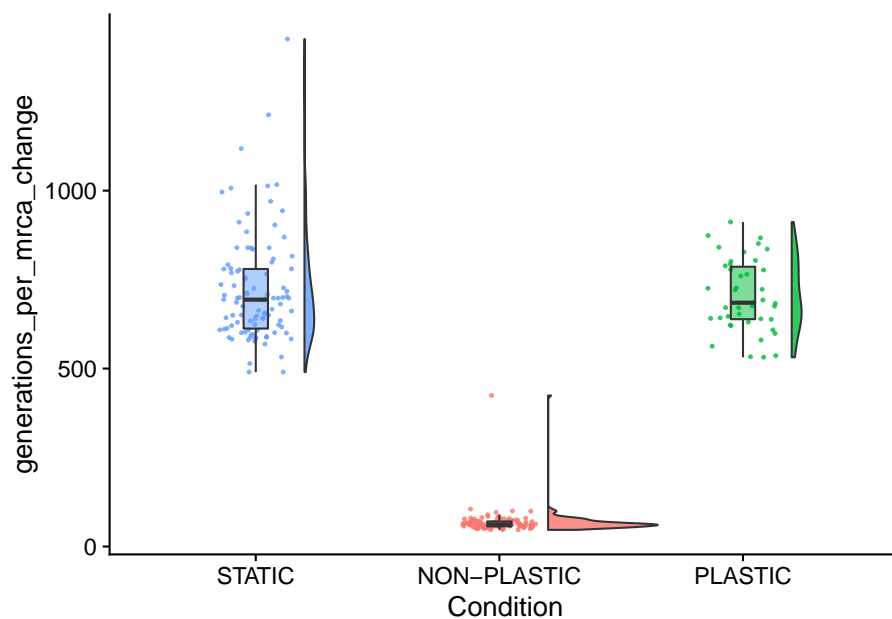 generations_per_mrca_change
1000
500
0
STATIC
NON−PLASTIC
PLASTIC
Condition